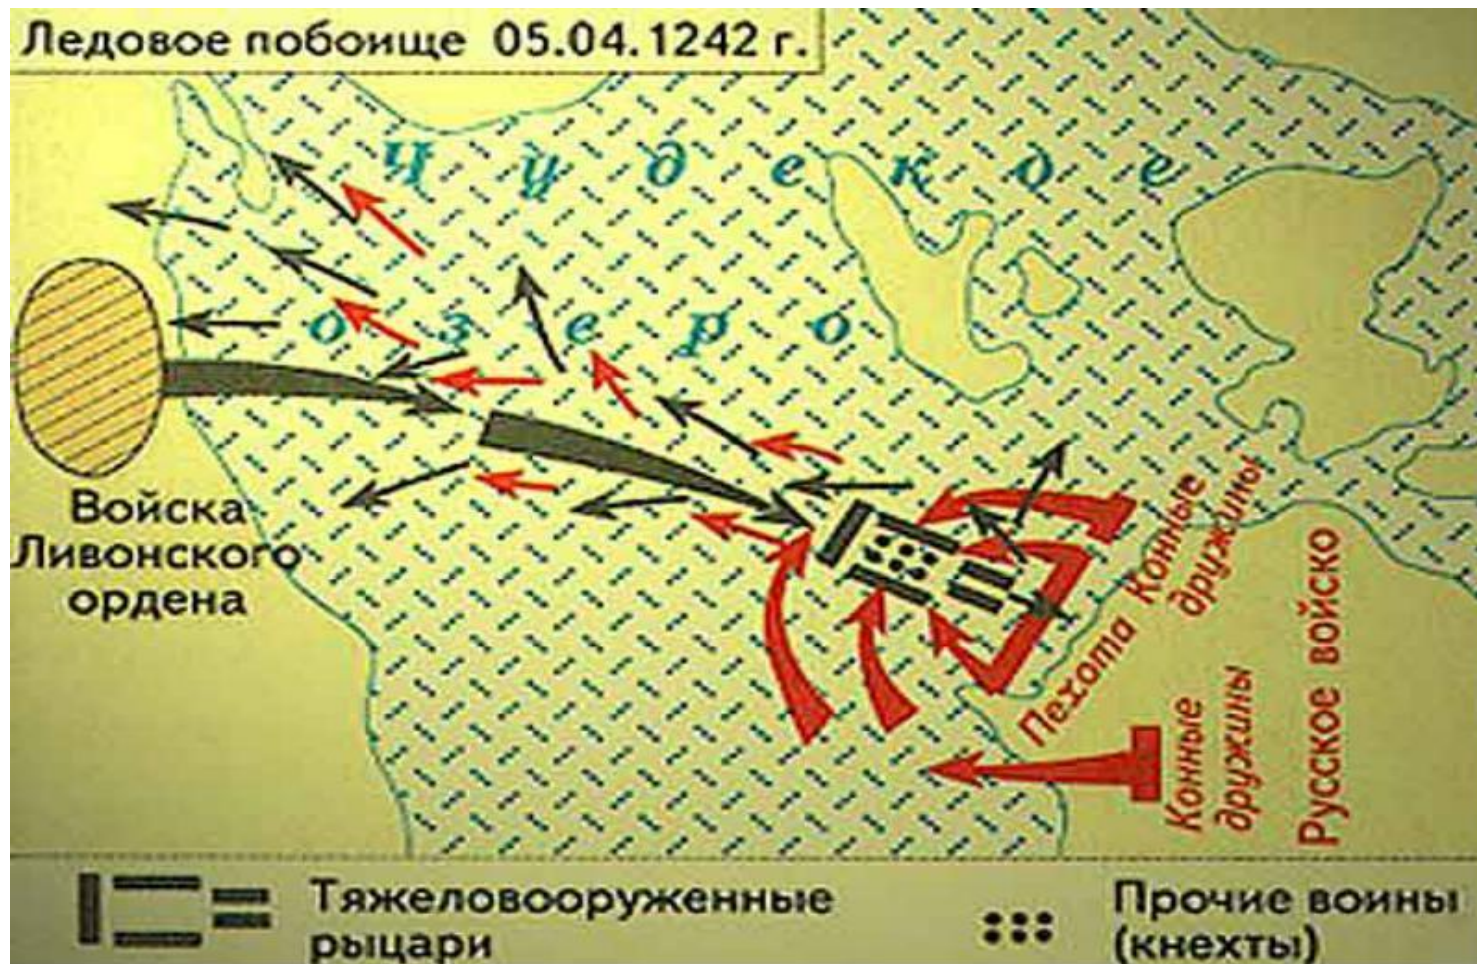 Ледовое побоище 05.04.1242 г.
Чудское
озеро
Войска
Ливонского
ордена
Конные
дружины
Пехота
Конные
дружины
Русское войско
Тяжеловооруженные
рыцари
Прочие воины
(кнехты)